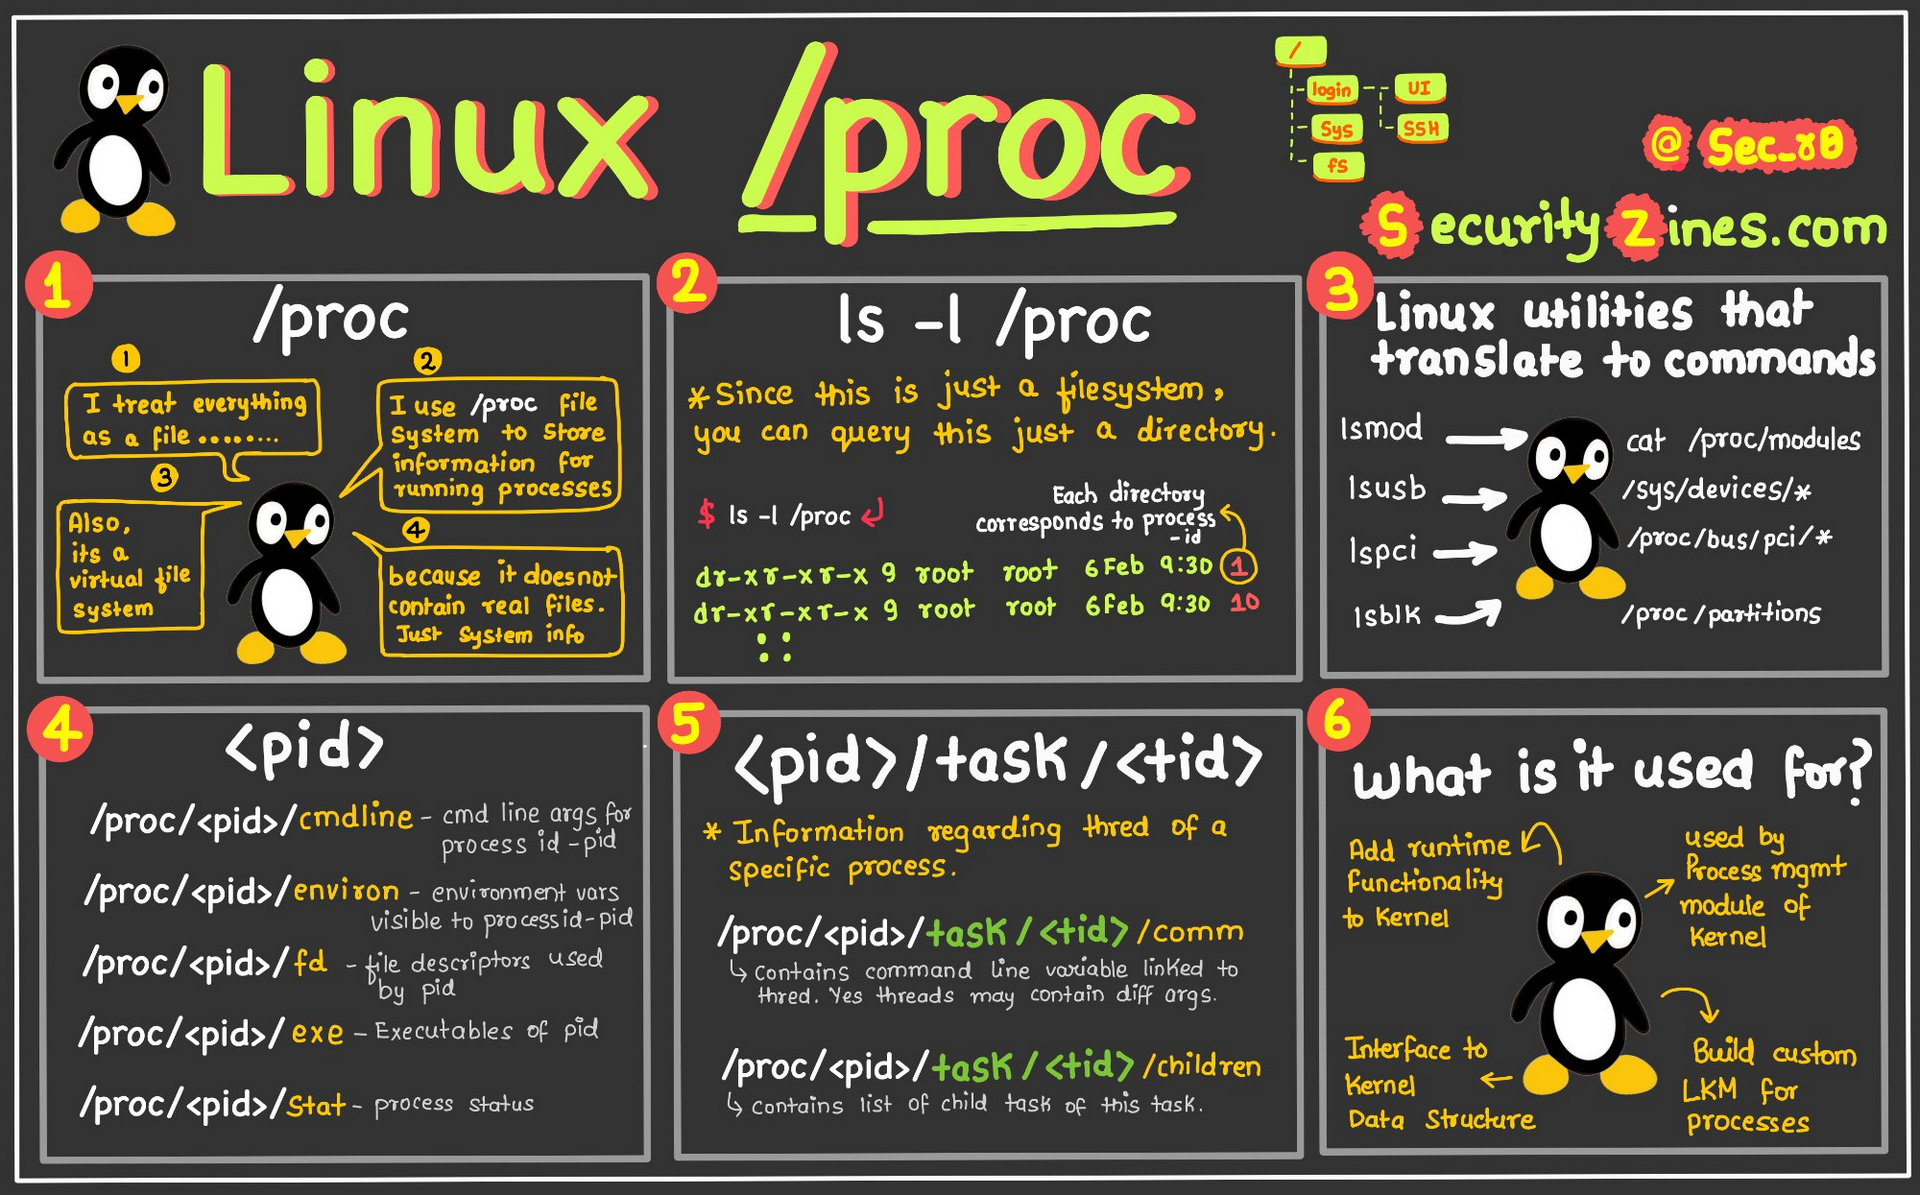 Linux /proc
/
login
UI
Sys
SSH
fs
@ Sec_r0
SecurityZines.com
1
/proc
1
I treat everything
as a file ........
2
I use /proc file
System to store
information for
running processes
3
Also,
its a
virtual file
system
4
because it doesnot
contain real files.
Just System info
2
ls -l /proc
* Since this is just a filesystem,
you can query this just a directory.
$ ls -l /proc ↲
Each directory
corresponds to process
-id
dr-xr-xr-x 9 root root 6Feb 9:30 1
dr-xr-xr-x 9 root root 6Feb 9:30 10
: :
3
Linux utilities that
translate to commands
lsmod cat /proc/modules
lsusb /sys/devices/*
lspci /proc/bus/pci/*
lsblk /proc/partitions
4
<pid>
/proc/<pid>/cmdline - cmd line args for
process id -pid
/proc/<pid>/environ - environment vars
visible to processid-pid
/proc/<pid>/fd - file descriptors used
by pid
/proc/<pid>/exe - Executables of pid
/proc/<pid>/Stat - process status
5
<pid>/task/<tid>
* Information regarding thred of a
specific process.
/proc/<pid>/task/<tid>/comm
↳ Contains command line variable linked to
thred. Yes threads may contain diff args.
/proc/<pid>/task/<tid>/children
↳ Contains list of child task of this task.
6
What is it used for?
Add runtime
functionality
to Kernel
used by
Process mgmt
module of
Kernel
Interface to
Kernel
Data Structure
Build custom
LKM for
processes